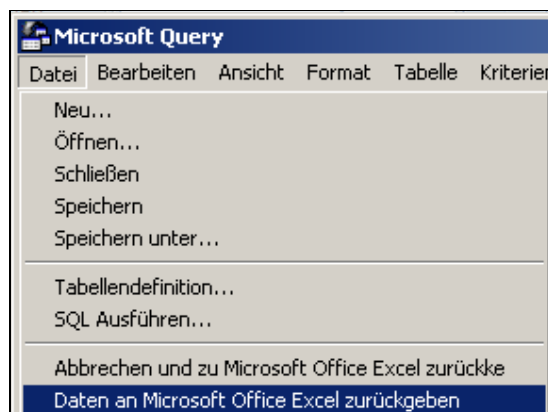 Microsoft Query
Datei Bearbeiten Ansicht Format Tabelle Kriterien
Neu...
Öffnen...
Schließen
Speichern
Speichern unter...
Tabellendefinition...
SQL Ausführen...
Abbrechen und zu Microsoft Office Excel zurückke
Daten an Microsoft Office Excel zurückgeben